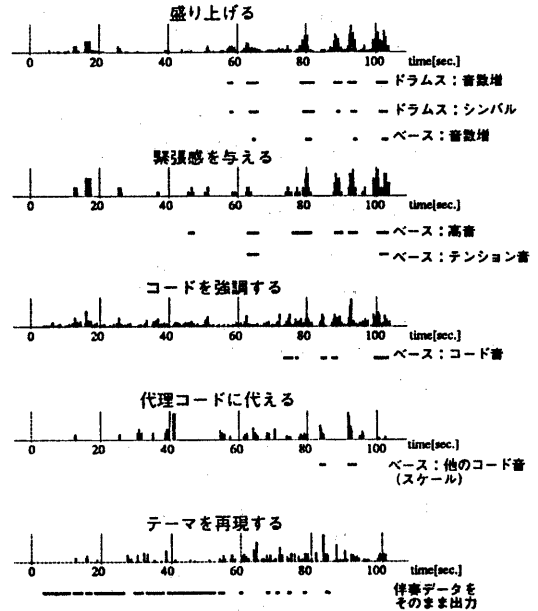 盛り上げる
0 20 40 60 80 100 time[sec.]
ドラムス：音数増
ドラムス：シンバル
ベース：音数増
緊張感を与える
0 20 40 60 80 100 time[sec.]
ベース：高音
ベース：テンション音
コードを強調する
0 20 40 60 80 100 time[sec.]
ベース：コード音
代理コードに代える
0 20 40 60 80 100 time[sec.]
ベース：他のコード音
（スケール）
テーマを再現する
0 20 40 60 80 100 time[sec.]
伴奏データを
そのまま出力